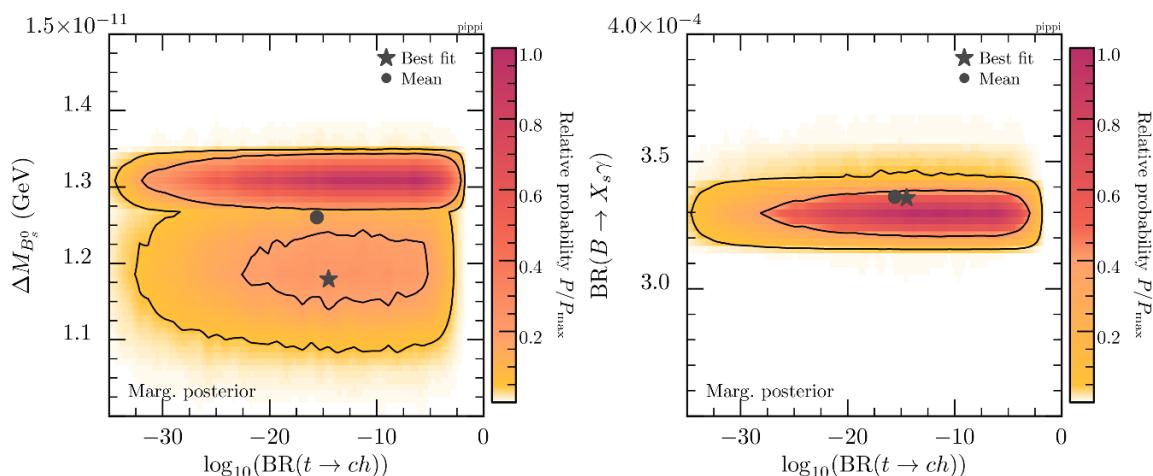 1.5×10⁻¹¹
pippi
★ Best fit
● Mean
1.4
1.3
1.2
1.1
ΔM_{B_s^0} (GeV)
Marg. posterior
−30 −20 −10 0
log₁₀(BR(t → ch))
1.0
0.8
0.6
0.4
0.2
Relative probability P/P_max
4.0×10⁻⁴
pippi
★ Best fit
● Mean
3.5
3.0
BR(B → X_sγ)
Marg. posterior
−30 −20 −10 0
log₁₀(BR(t → ch))
1.0
0.8
0.6
0.4
0.2
Relative probability P/P_max